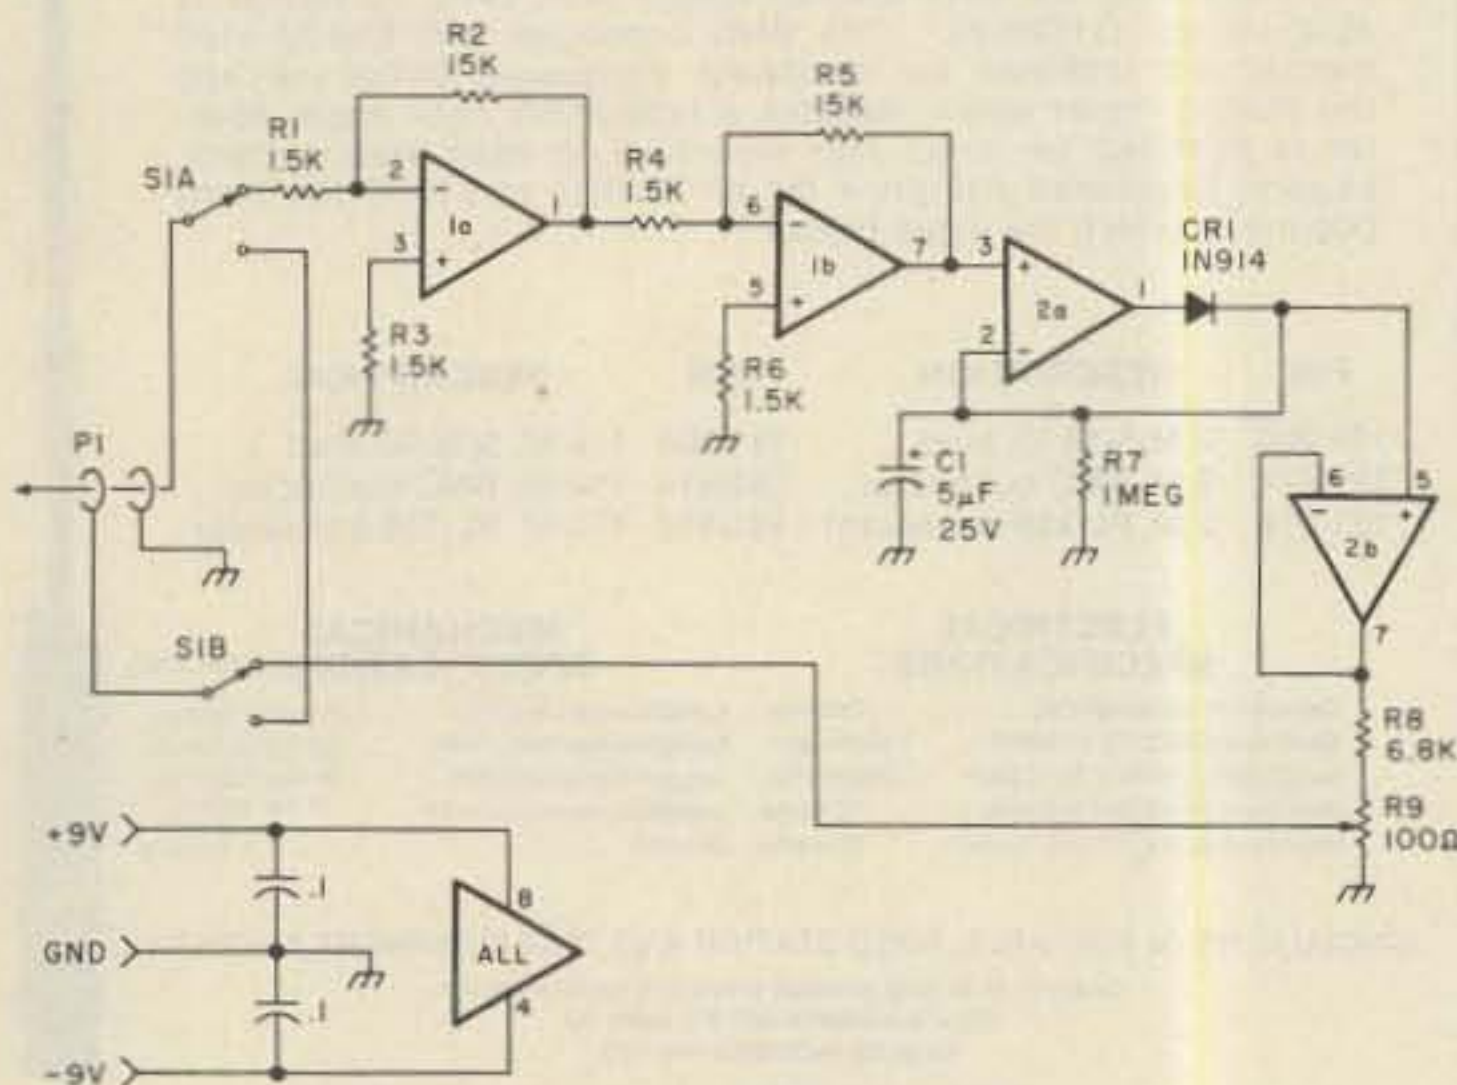 R2
15K
R5
15K
R1
1.5K
R4
1.5K
S1A
2
-
1a
1
3
+
6
-
1b
7
3
+
CR1
1N914
1
2a
5
+
2
-
R3
1.5K
R6
1.5K
P1
+
C1
5µF
25V
R7
1MEG
6
-
5
+
2b
7
S1B
R8
6.8K
R9
100Ω
+9V
.1
8
GND
ALL
.1
4
-9V